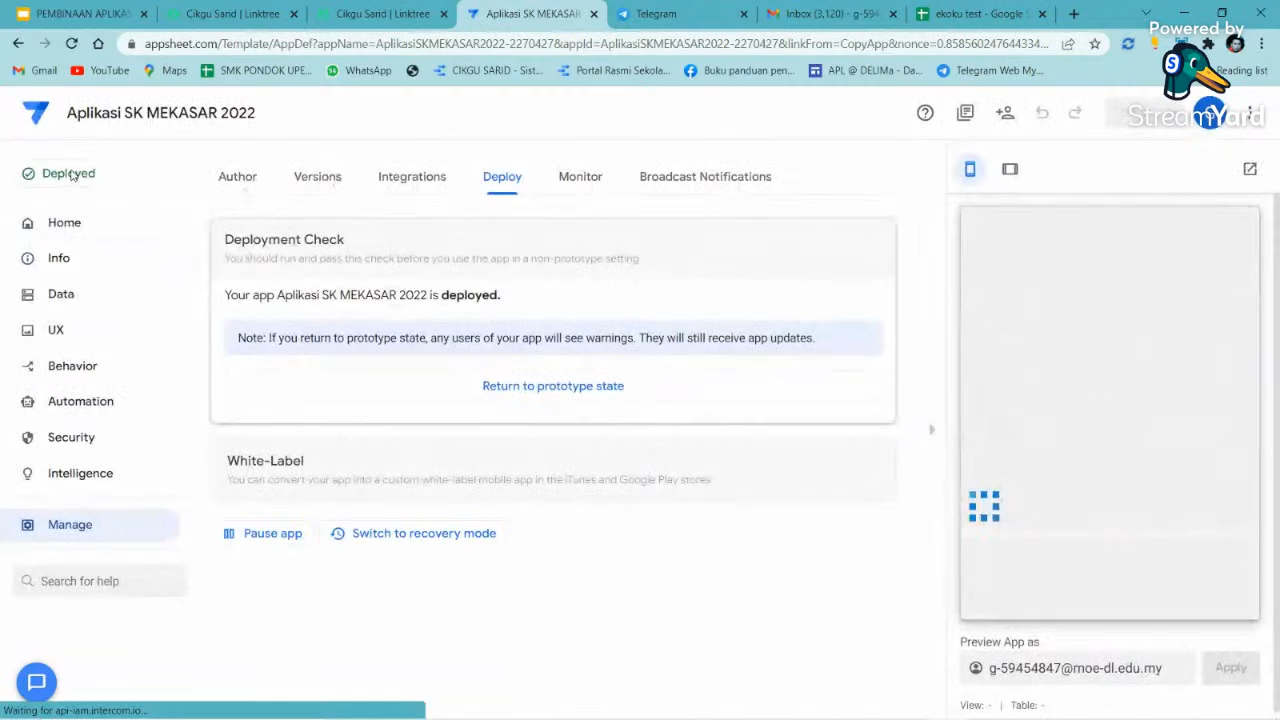 PEMBINAAN APLIKAS
Cikgu Sand | Linktree
Cikgu Sarid | Linktree
Aplikasi SK MEKASAR
Telegram
Inbox (3,120) - g-594
ekoku test - Google S
Powered by
appsheet.com/Template/AppDef?appName=AplikasiSKMEKASAR2022-2270427&appId=AplikasiSKMEKASAR2022-2270427&linkFrom=CopyApp&nonce=0.858560247644334...
Gmail
YouTube
Maps
SMK PONDOK UPE...
WhatsApp
CIKGU SARID - Sist...
Portal Rasmi Sekola...
Buku panduan pen...
APL @ DELIMa - Da...
Telegram Web My...
Reading list
StreamYard
Aplikasi SK MEKASAR 2022
Deployed
Author
Versions
Integrations
Deploy
Monitor
Broadcast Notifications
Home
Info
Data
UX
Behavior
Automation
Security
Intelligence
Manage
Search for help
Deployment Check
You should run and pass this check before you use the app in a non-prototype setting
Your app Aplikasi SK MEKASAR 2022 is deployed.
Note: If you return to prototype state, any users of your app will see warnings. They will still receive app updates.
Return to prototype state
White-Label
You can convert your app into a custom white-label mobile app in the iTunes and Google Play stores
Pause app
Switch to recovery mode
Preview App as
g-59454847@moe-dl.edu.my
Apply
View: - | Table: -
Waiting for api-iam.intercom.io...